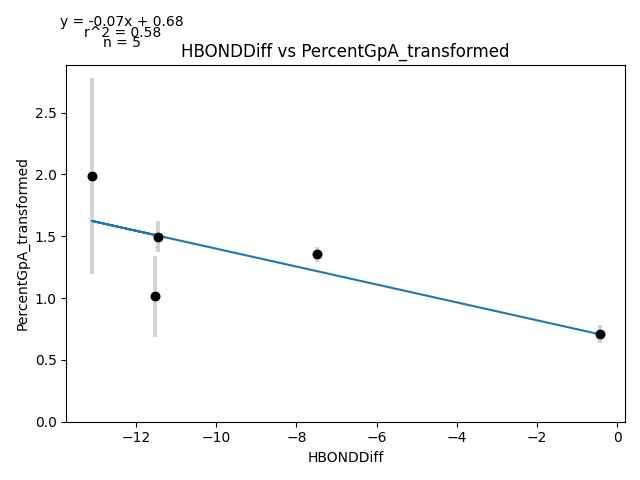 y = -0.07x + 0.68
r^2 = 0.58
n = 5
HBONDDiff vs PercentGpA_transformed
PercentGpA_transformed
2.5
2.0
1.5
1.0
0.5
0.0
−12
−10
−8
−6
−4
−2
0
HBONDDiff